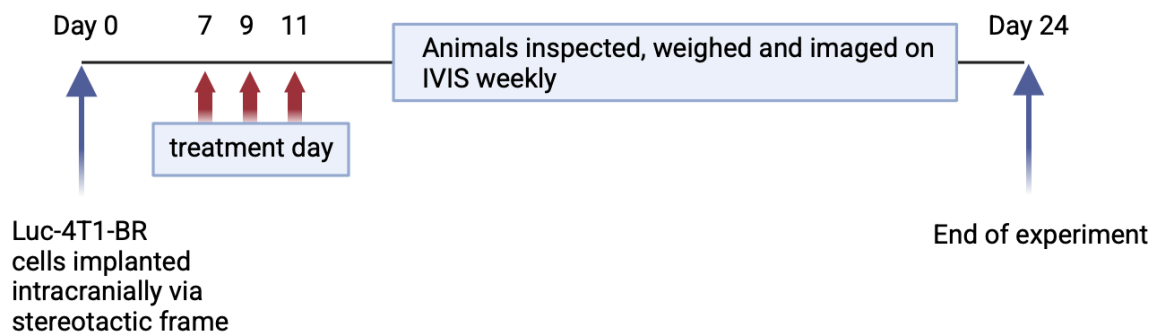 Day 0
7
9
11
Day 24
Animals inspected, weighed and imaged on
IVIS weekly
treatment day
Luc-4T1-BR
cells implanted
intracranially via
stereotactic frame
End of experiment